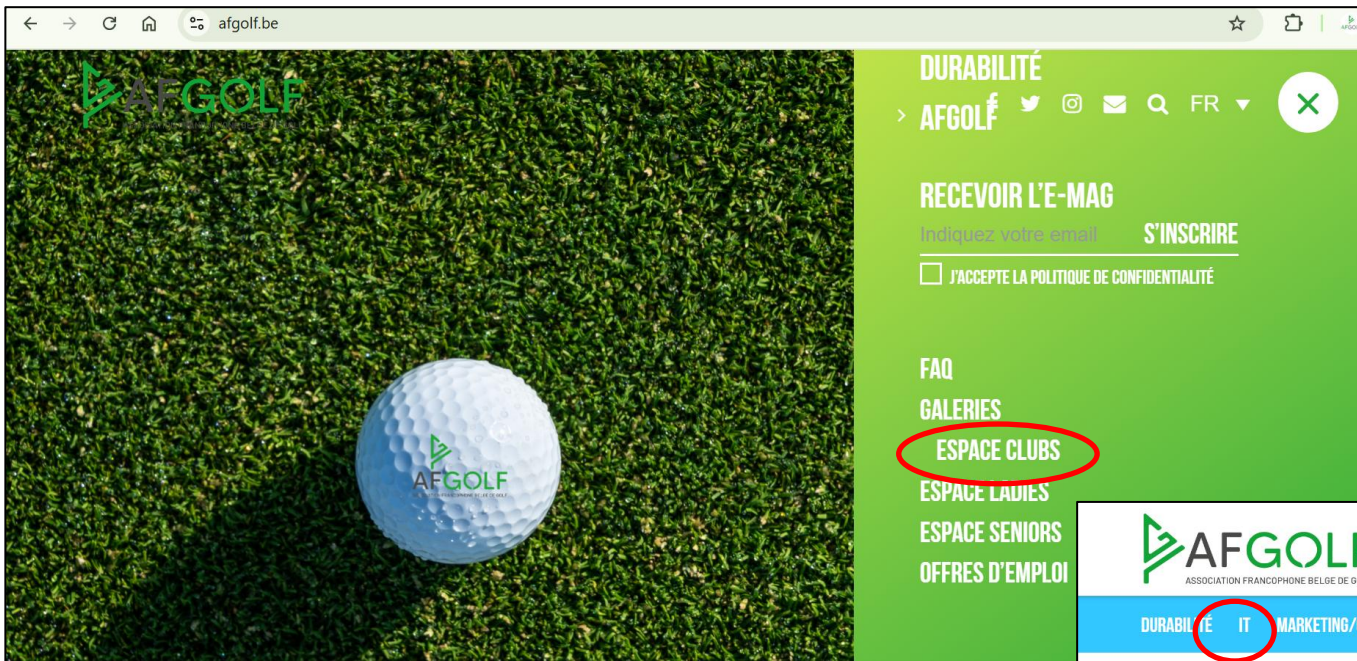 afgolf.be
AFGOLF
DURABILITÉ
AFGOLF
FR
RECEVOIR L'E-MAG
Indiquez votre email
S'INSCRIRE
J'ACCEPTE LA POLITIQUE DE CONFIDENTIALITÉ
FAQ
GALERIES
ESPACE CLUBS
ESPACE LADIES
ESPACE SENIORS
OFFRES D'EMPLOI
AFGOLF
AFGOLF
ASSOCIATION FRANCOPHONE BELGE DE G
DURABILITÉ IT MARKETING/